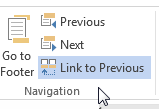 Previous
Next
Go to
Footer
Link to Previous
Navigation